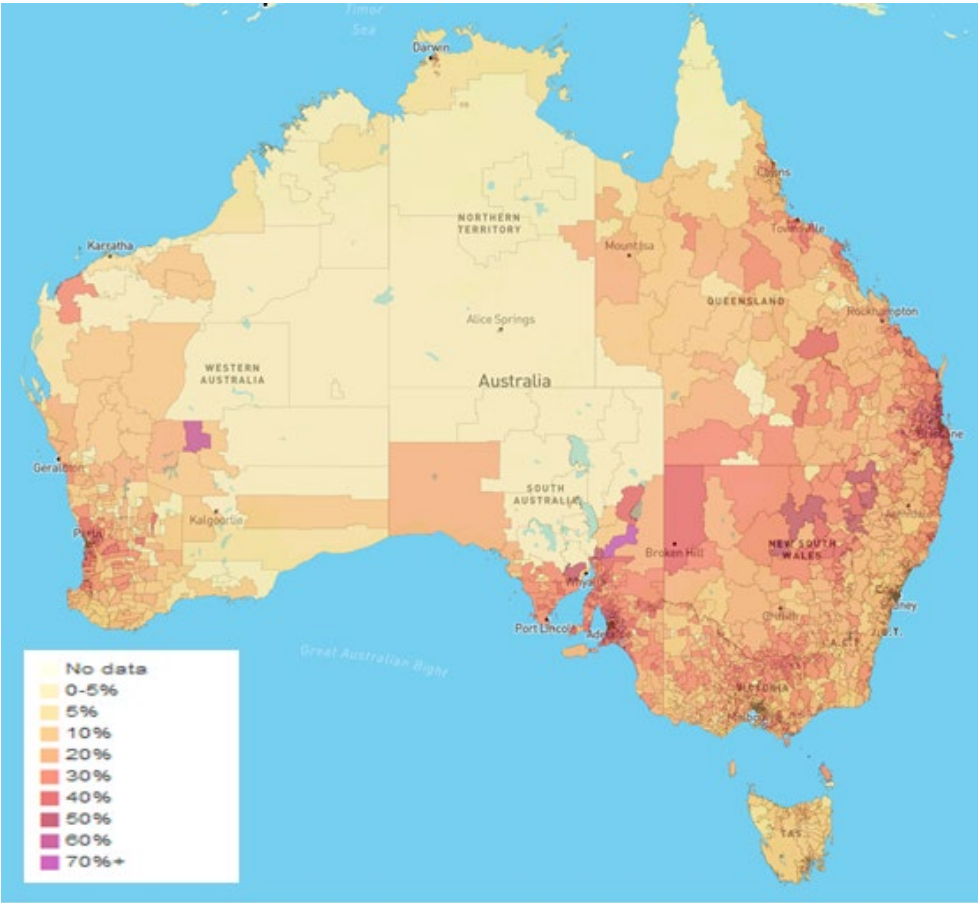 Timor
Sea
Darwin
Cairns
NORTHERN
TERRITORY
Townsville
Karratha
Mount Isa
QUEENSLAND
Rockhampton
Alice Springs
WESTERN
AUSTRALIA
Australia
Brisbane
Geraldton
SOUTH
AUSTRALIA
Armidale
Kalgoorlie
Perth
Broken Hill
NEW SOUTH
WALES
Whyalla
Sydney
Port Lincoln
Adelaide
Great Australian Bight
VICTORIA
Melbourne
TAS
No data
0-5%
5%
10%
20%
30%
40%
50%
60%
70%+